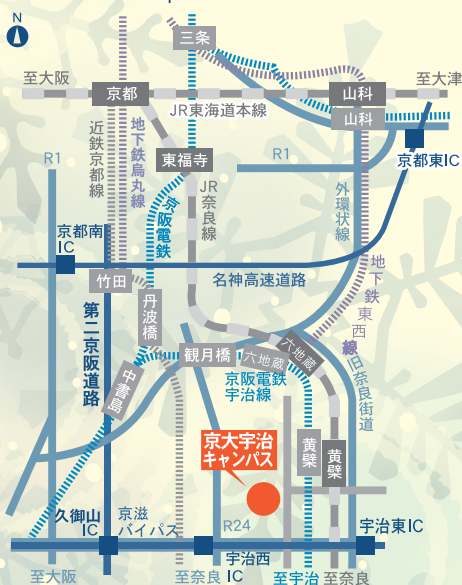 N
三条
至大阪
京都
山科
至大津
JR東海道本線
山科
近鉄京都線
地下鉄烏丸線
R1
東福寺
R1
京都東IC
京阪電鉄
JR奈良線
外環状線
京都南
IC
竹田
名神高速道路
地下鉄東西線
第二京阪道路
丹波橋
観月橋
六地蔵
六地蔵
中書島
京阪電鉄
宇治線
旧奈良街道
京大宇治
キャンパス
黄檗
黄檗
久御山
IC
京滋
バイパス
R24
宇治東IC
宇治西
IC
至大阪
至奈良
至宇治
至奈良